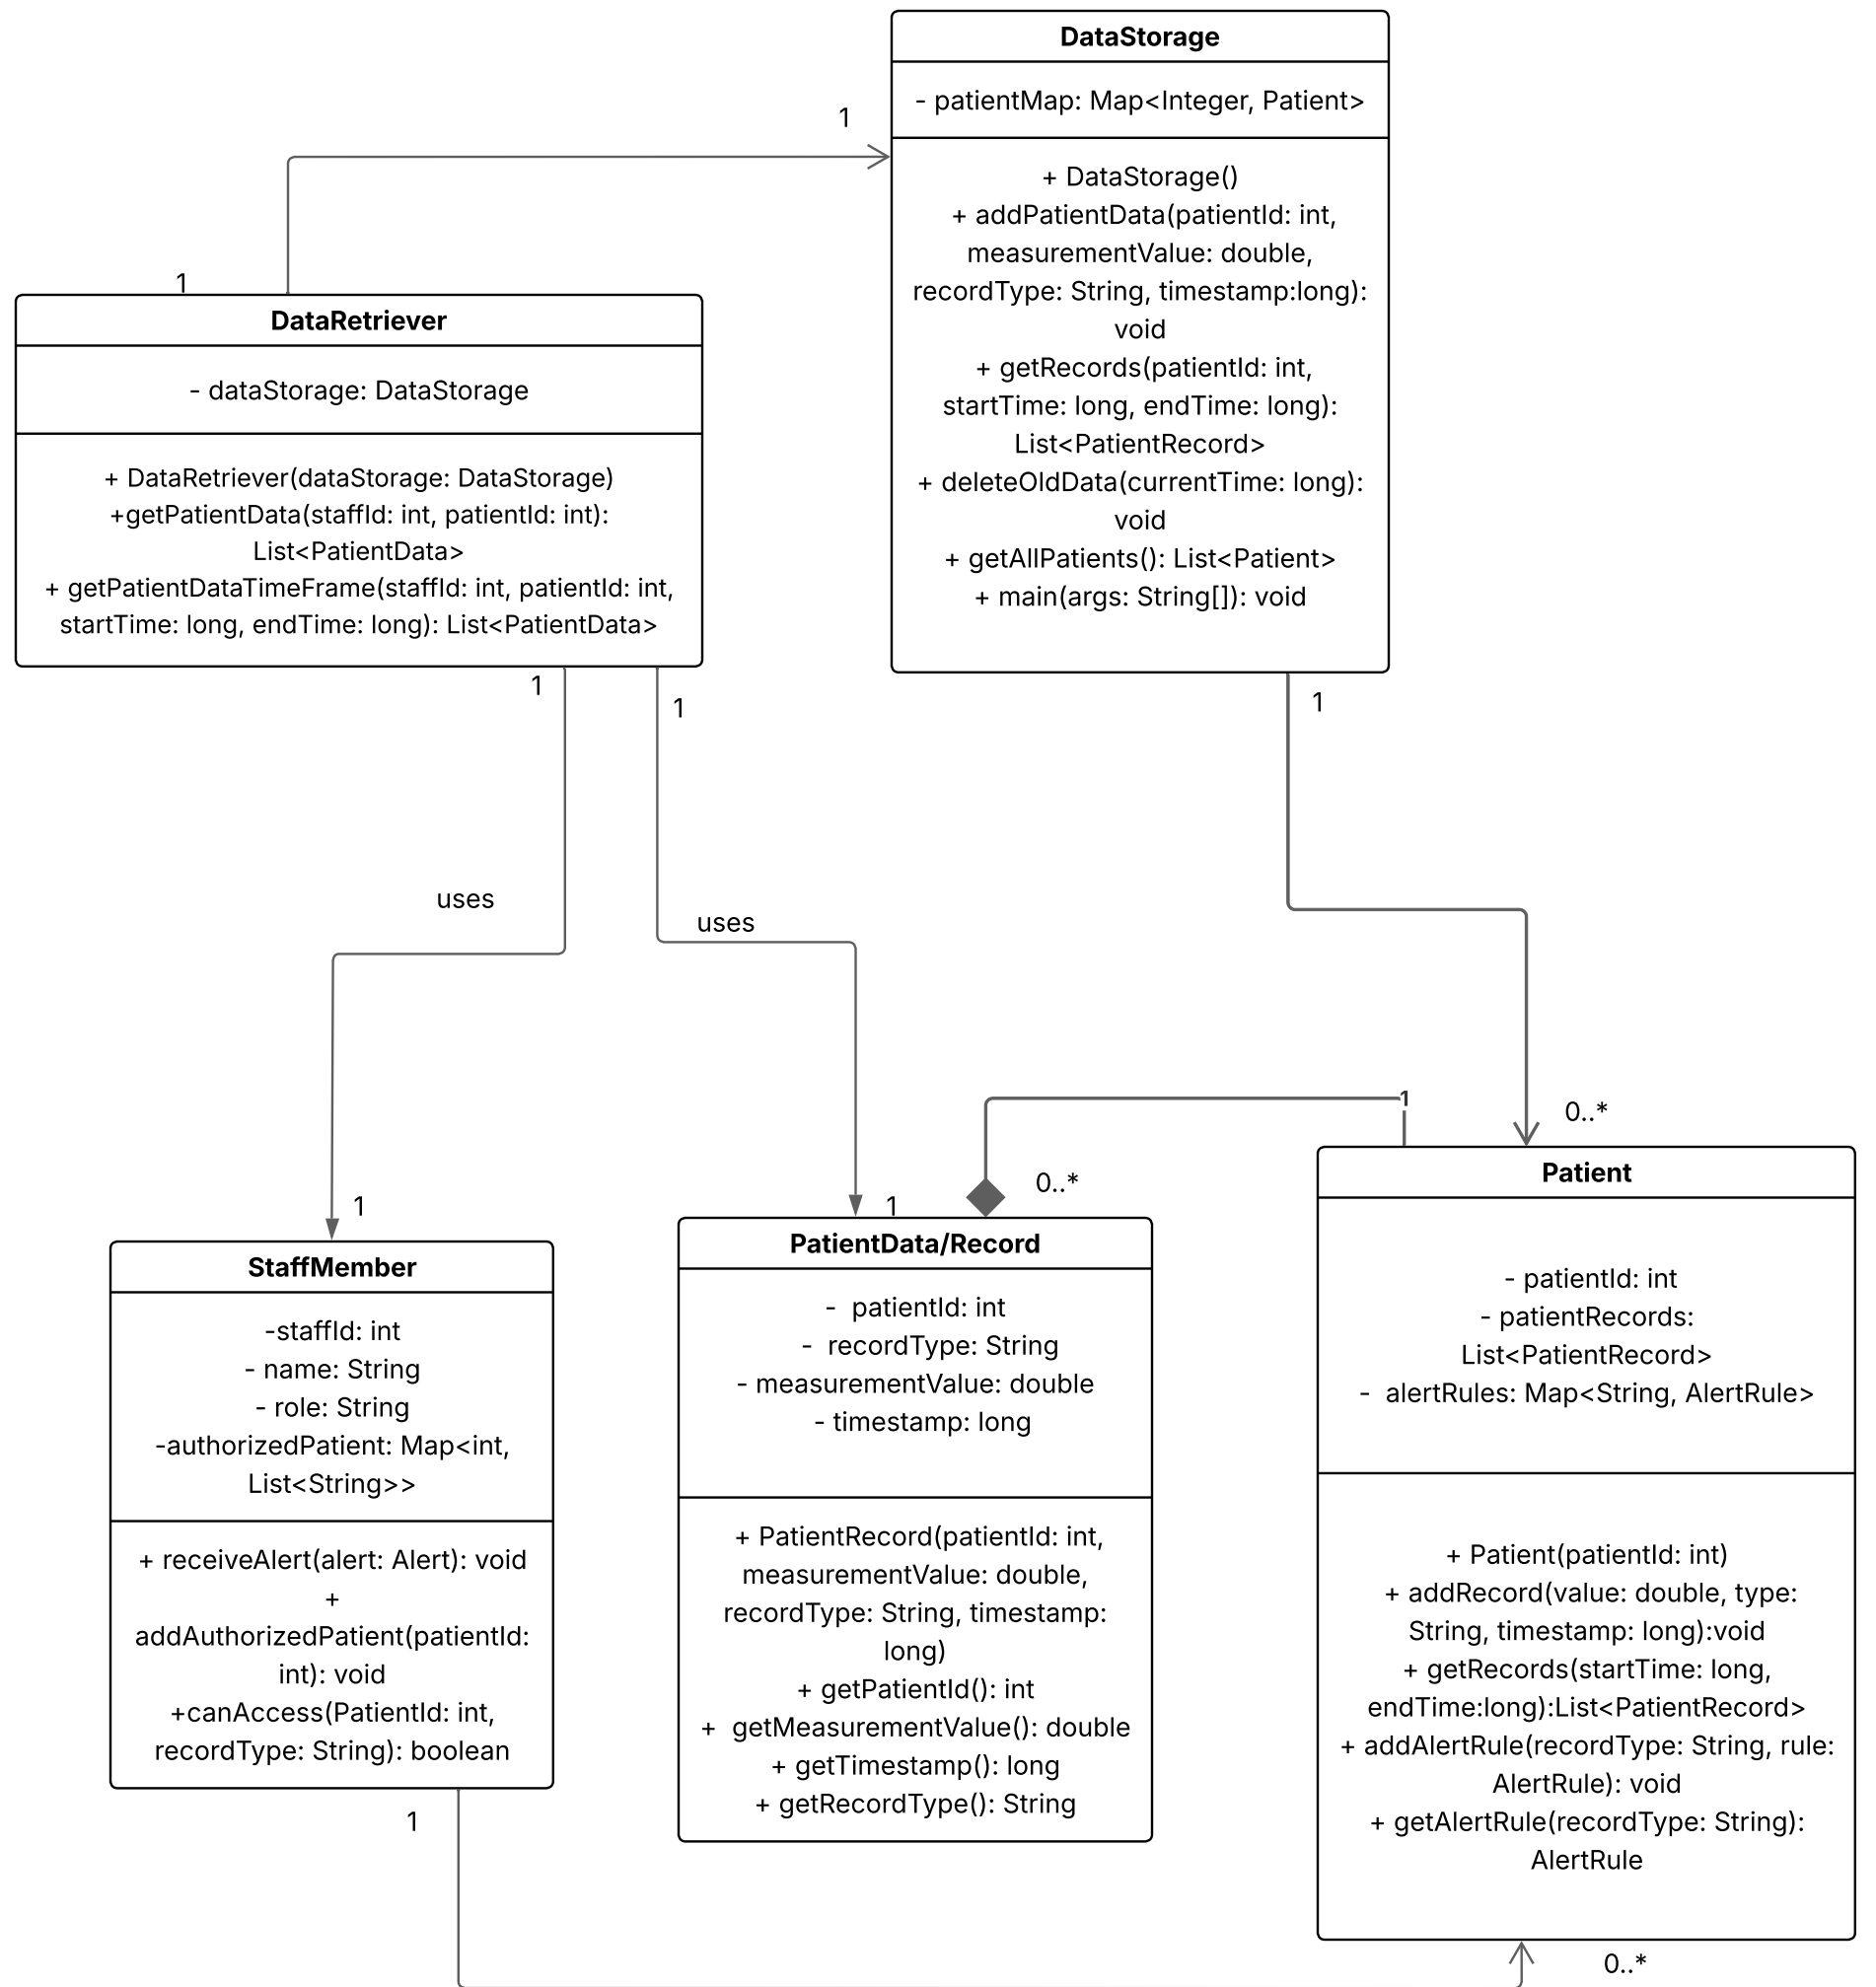 DataStorage
- patientMap: Map<Integer, Patient>
+ DataStorage()
+ addPatientData(patientId: int,
measurementValue: double,
recordType: String, timestamp:long):
void
+ getRecords(patientId: int,
startTime: long, endTime: long):
List<PatientRecord>
+ deleteOldData(currentTime: long):
void
+ getAllPatients(): List<Patient>
+ main(args: String[]): void
1
1
DataRetriever
- dataStorage: DataStorage
+ DataRetriever(dataStorage: DataStorage)
+getPatientData(staffId: int, patientId: int):
List<PatientData>
+ getPatientDataTimeFrame(staffId: int, patientId: int,
startTime: long, endTime: long): List<PatientData>
1
1
1
uses
uses
1
0..*
0..*
1
1
StaffMember
-staffId: int
- name: String
- role: String
-authorizedPatient: Map<int,
List<String>>
+ receiveAlert(alert: Alert): void
+
addAuthorizedPatient(patientId:
int): void
+canAccess(PatientId: int,
recordType: String): boolean
PatientData/Record
- patientId: int
- recordType: String
- measurementValue: double
- timestamp: long
+ PatientRecord(patientId: int,
measurementValue: double,
recordType: String, timestamp:
long)
+ getPatientId(): int
+ getMeasurementValue(): double
+ getTimestamp(): long
+ getRecordType(): String
Patient
- patientId: int
- patientRecords:
List<PatientRecord>
- alertRules: Map<String, AlertRule>
+ Patient(patientId: int)
+ addRecord(value: double, type:
String, timestamp: long):void
+ getRecords(startTime: long,
endTime:long):List<PatientRecord>
+ addAlertRule(recordType: String, rule:
AlertRule): void
+ getAlertRule(recordType: String):
AlertRule
1
0..*